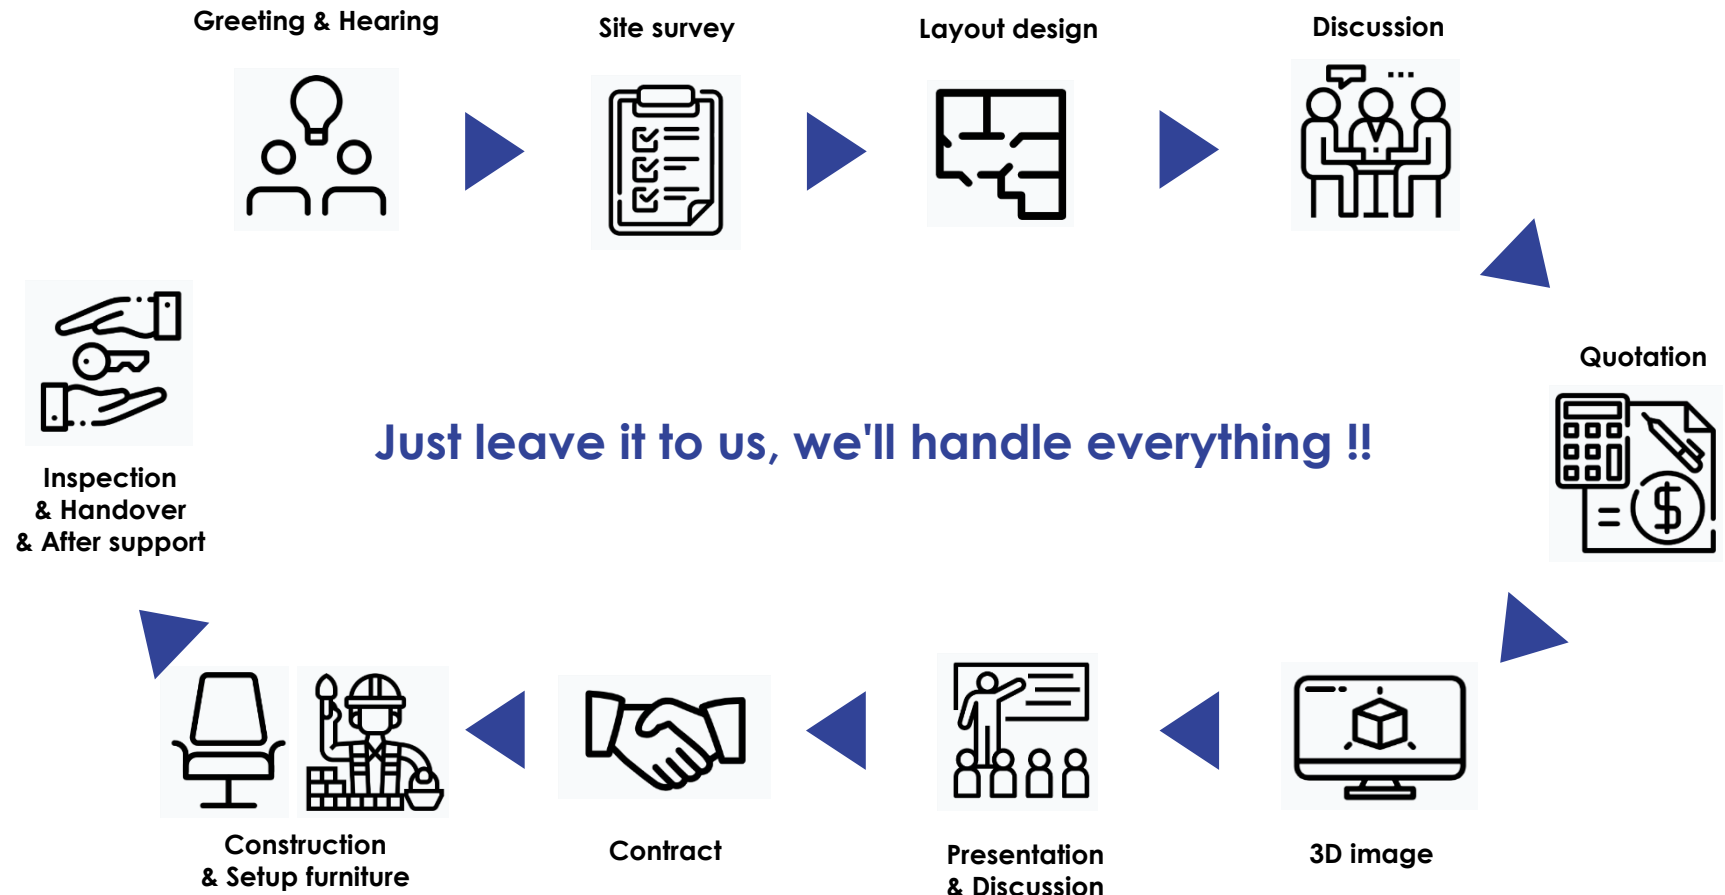 Greeting & Hearing
Site survey
Layout design
Discussion
Quotation
Just leave it to us, we'll handle everything !!
Inspection
& Handover
& After support
Construction
& Setup furniture
Contract
Presentation
& Discussion
3D image